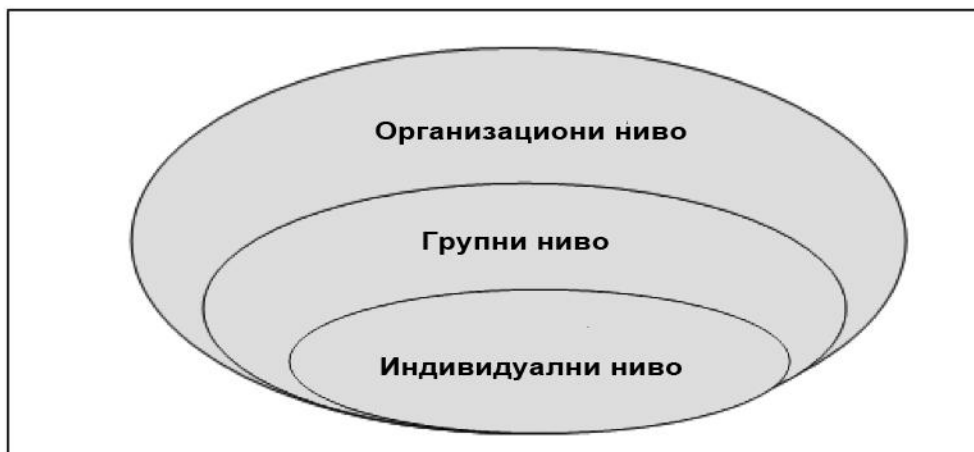 Организациони ниво
Групни ниво
Индивидуални ниво